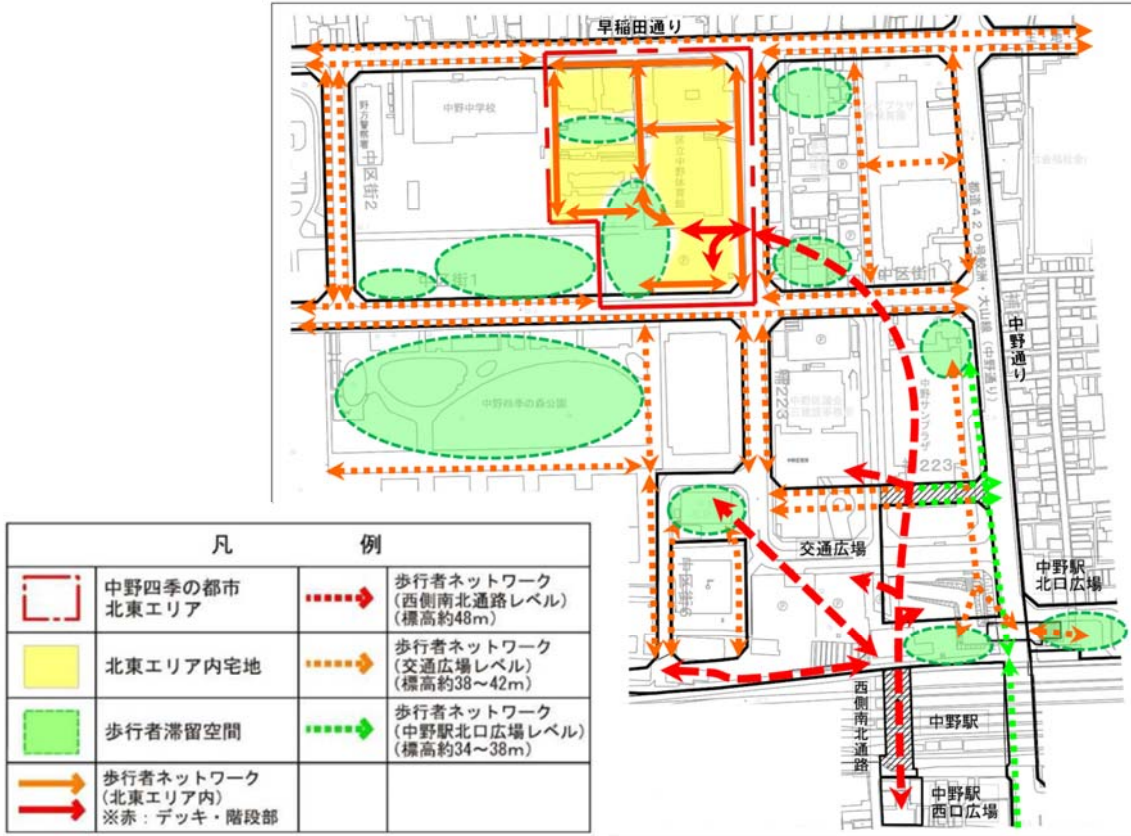 早稲田通り
中野中学校
野方警察署
中区街2
中区街1
中区街1
都道420号鮫洲・大山線（中野通り）
中野通り
中野四季の森公園
中野サンプラザ
補223
補223
交通広場
中区街6
中野駅
北口広場
西側南北通路
中野駅
中野駅
西口広場
凡 例
中野四季の都市
北東エリア
歩行者ネットワーク
（西側南北通路レベル）
（標高約48m）
北東エリア内宅地
歩行者ネットワーク
（交通広場レベル）
（標高約38～42m）
歩行者滞留空間
歩行者ネットワーク
（中野駅北口広場レベル）
（標高約34～38m）
歩行者ネットワーク
（北東エリア内）
※赤：デッキ・階段部